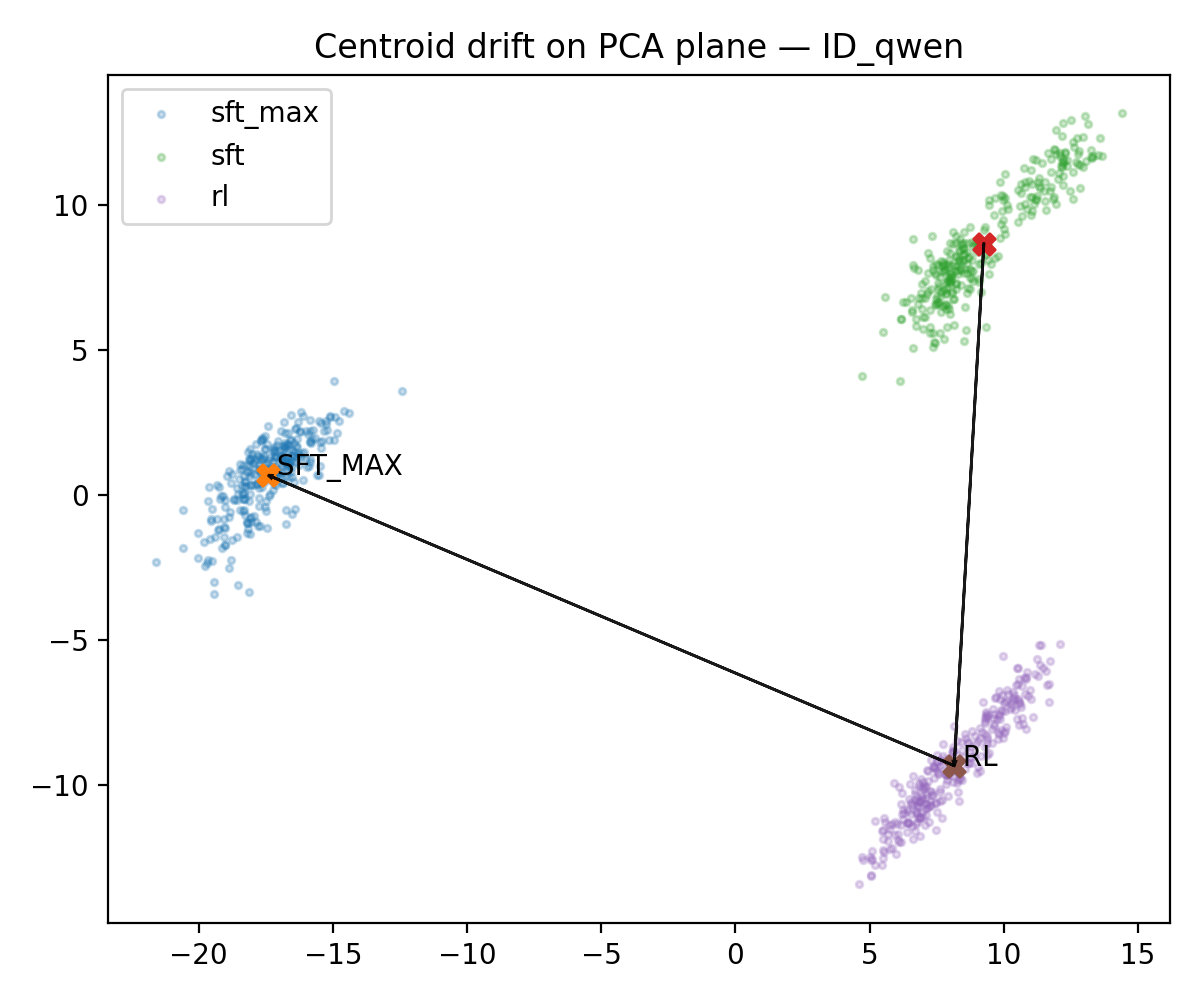 Centroid drift on PCA plane — ID_qwen
sft_max
sft
rl
10
5
0
−5
−10
SFT_MAX
RL
−20
−15
−10
−5
0
5
10
15